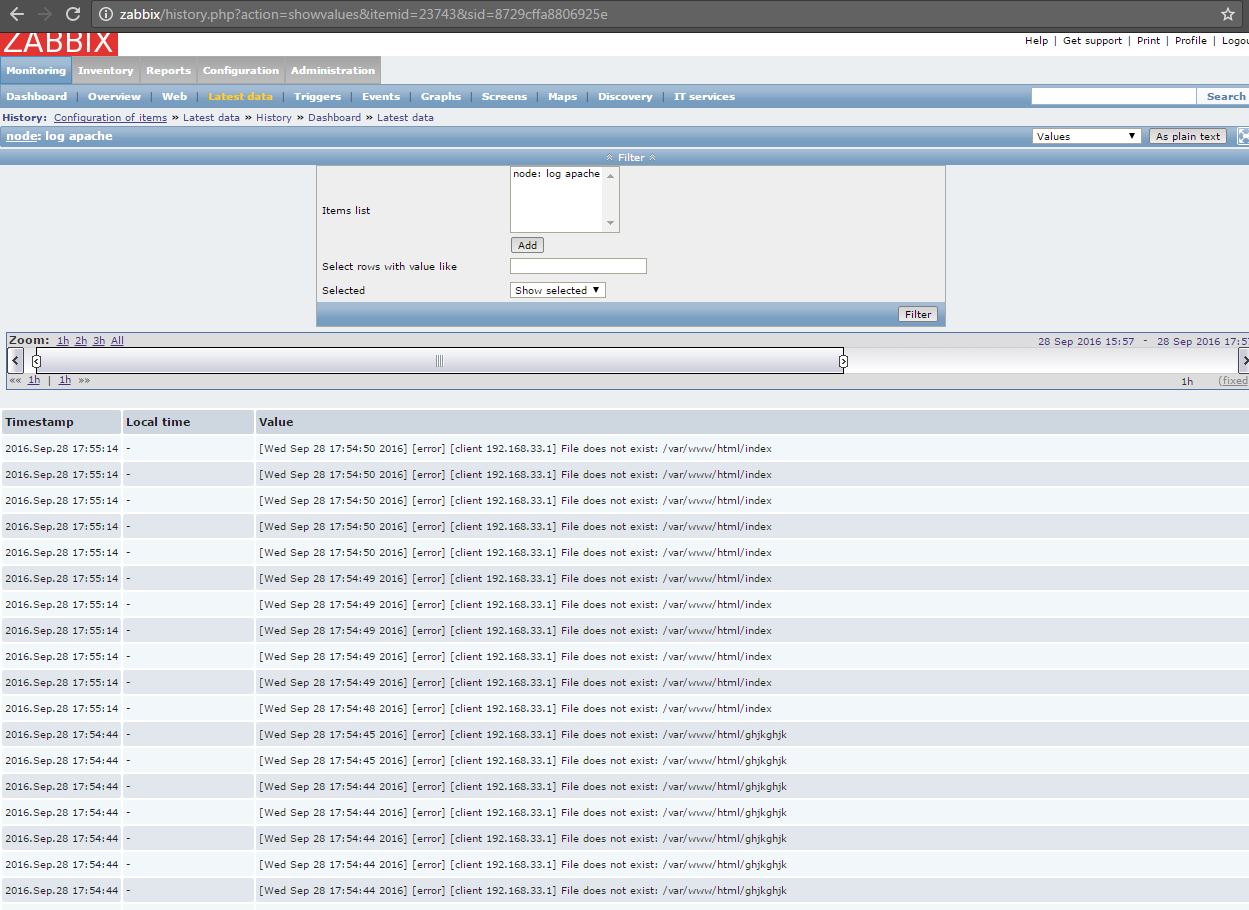 zabbix/history.php?action=showvalues&itemid=23743&sid=8729cffa8806925e
ZABBIX
Help | Get support | Print | Profile | Logou
Monitoring Inventory Reports Configuration Administration
Dashboard | Overview | Web | Latest data | Triggers | Events | Graphs | Screens | Maps | Discovery | IT services Search
History: Configuration of items » Latest data » History » Dashboard » Latest data
node: log apache Values As plain text
Filter
node: log apache
Items list
Add
Select rows with value like
Selected Show selected
Filter
Zoom: 1h 2h 3h All 28 Sep 2016 15:57 - 28 Sep 2016 17:57
«« 1h | 1h »» 1h (fixed
Timestamp Local time Value
2016.Sep.28 17:55:14 - [Wed Sep 28 17:54:50 2016] [error] [client 192.168.33.1] File does not exist: /var/www/html/index
2016.Sep.28 17:55:14 - [Wed Sep 28 17:54:50 2016] [error] [client 192.168.33.1] File does not exist: /var/www/html/index
2016.Sep.28 17:55:14 - [Wed Sep 28 17:54:50 2016] [error] [client 192.168.33.1] File does not exist: /var/www/html/index
2016.Sep.28 17:55:14 - [Wed Sep 28 17:54:50 2016] [error] [client 192.168.33.1] File does not exist: /var/www/html/index
2016.Sep.28 17:55:14 - [Wed Sep 28 17:54:50 2016] [error] [client 192.168.33.1] File does not exist: /var/www/html/index
2016.Sep.28 17:55:14 - [Wed Sep 28 17:54:49 2016] [error] [client 192.168.33.1] File does not exist: /var/www/html/index
2016.Sep.28 17:55:14 - [Wed Sep 28 17:54:49 2016] [error] [client 192.168.33.1] File does not exist: /var/www/html/index
2016.Sep.28 17:55:14 - [Wed Sep 28 17:54:49 2016] [error] [client 192.168.33.1] File does not exist: /var/www/html/index
2016.Sep.28 17:55:14 - [Wed Sep 28 17:54:49 2016] [error] [client 192.168.33.1] File does not exist: /var/www/html/index
2016.Sep.28 17:55:14 - [Wed Sep 28 17:54:49 2016] [error] [client 192.168.33.1] File does not exist: /var/www/html/index
2016.Sep.28 17:55:14 - [Wed Sep 28 17:54:48 2016] [error] [client 192.168.33.1] File does not exist: /var/www/html/index
2016.Sep.28 17:54:44 - [Wed Sep 28 17:54:45 2016] [error] [client 192.168.33.1] File does not exist: /var/www/html/ghjkghjk
2016.Sep.28 17:54:44 - [Wed Sep 28 17:54:45 2016] [error] [client 192.168.33.1] File does not exist: /var/www/html/ghjkghjk
2016.Sep.28 17:54:44 - [Wed Sep 28 17:54:44 2016] [error] [client 192.168.33.1] File does not exist: /var/www/html/ghjkghjk
2016.Sep.28 17:54:44 - [Wed Sep 28 17:54:44 2016] [error] [client 192.168.33.1] File does not exist: /var/www/html/ghjkghjk
2016.Sep.28 17:54:44 - [Wed Sep 28 17:54:44 2016] [error] [client 192.168.33.1] File does not exist: /var/www/html/ghjkghjk
2016.Sep.28 17:54:44 - [Wed Sep 28 17:54:44 2016] [error] [client 192.168.33.1] File does not exist: /var/www/html/ghjkghjk
2016.Sep.28 17:54:44 - [Wed Sep 28 17:54:44 2016] [error] [client 192.168.33.1] File does not exist: /var/www/html/ghjkghjk